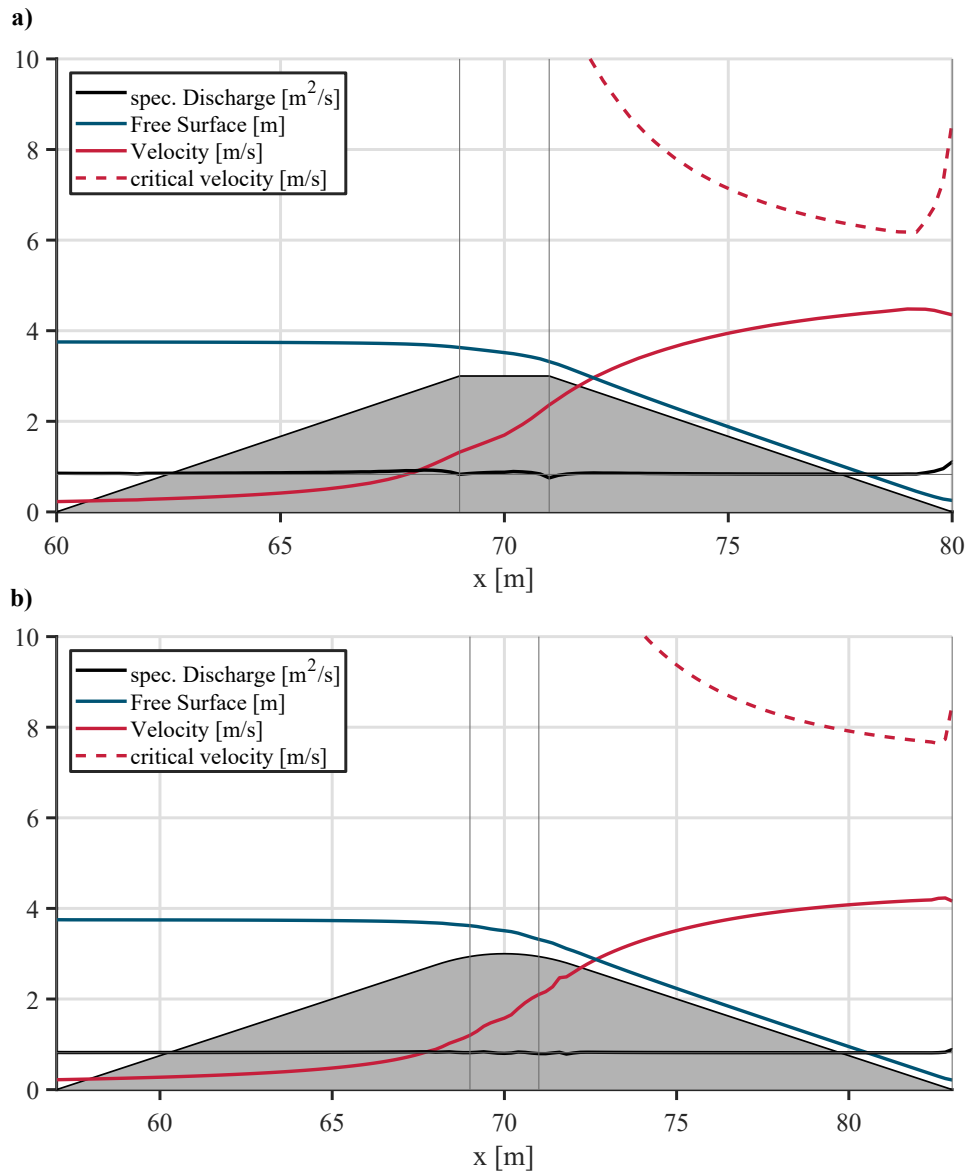 a)
10
8
6
4
2
0
spec. Discharge [m²/s]
Free Surface [m]
Velocity [m/s]
critical velocity [m/s]
60 65 70 75 80
x [m]
b)
10
8
6
4
2
0
spec. Discharge [m²/s]
Free Surface [m]
Velocity [m/s]
critical velocity [m/s]
60 65 70 75 80
x [m]